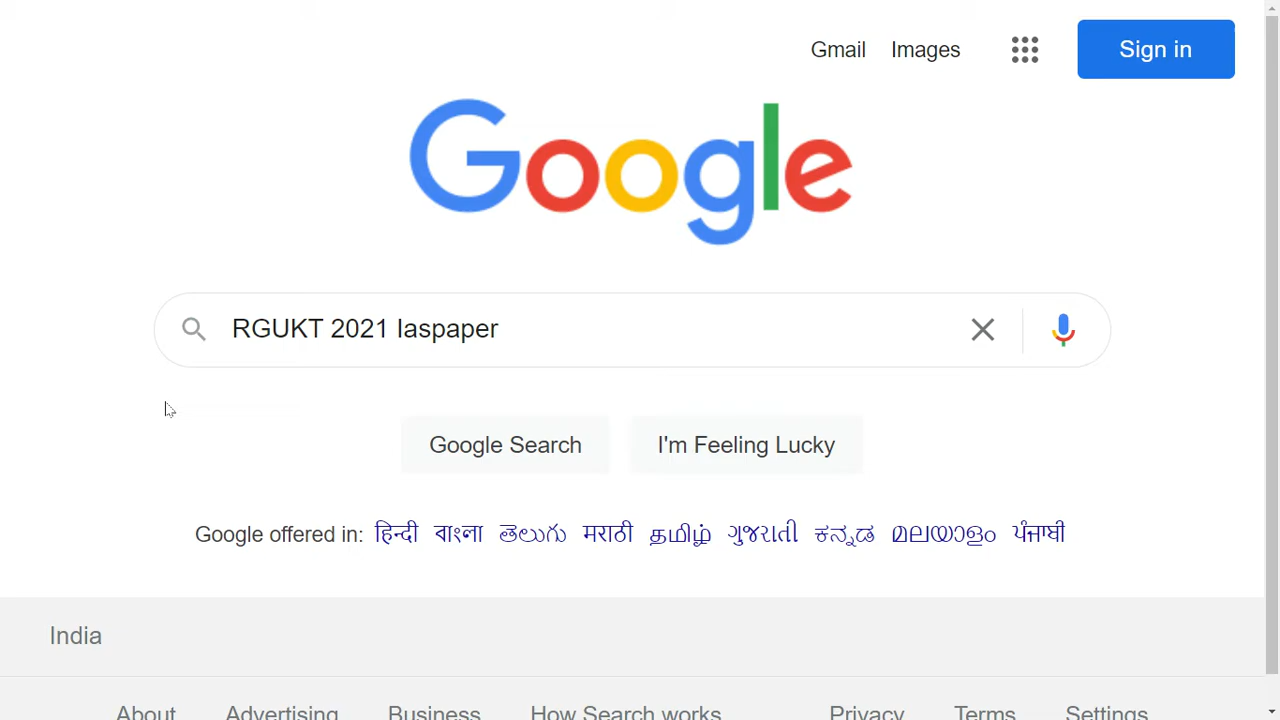 Gmail Images Sign in
Google
RGUKT 2021 laspaper
Google Search I'm Feeling Lucky
Google offered in: हिन्दी বাংলা తెలుగు मराठी தமிழ் ગુજરાતી ಕನ್ನಡ മലയാളം ਪੰਜਾਬੀ
India
About Advertising Business How Search works Privacy Terms Settings